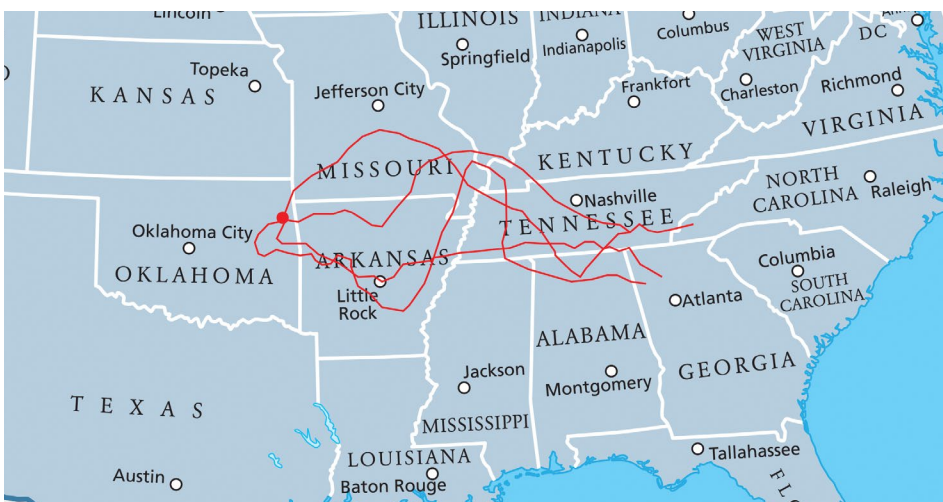 Lincoln
ILLINOIS
INDIANA
Columbus
WEST
VIRGINIA
DC
Springfield
Indianapolis
Topeka
KANSAS
Jefferson City
Frankfort
Charleston
Richmond
VIRGINIA
MISSOURI
KENTUCKY
NORTH
CAROLINA
Raleigh
Nashville
TENNESSEE
Oklahoma City
OKLAHOMA
ARKANSAS
Little
Rock
Columbia
SOUTH
CAROLINA
Atlanta
ALABAMA
GEORGIA
Jackson
Montgomery
MISSISSIPPI
TEXAS
LOUISIANA
Baton Rouge
Tallahassee
Austin
FL